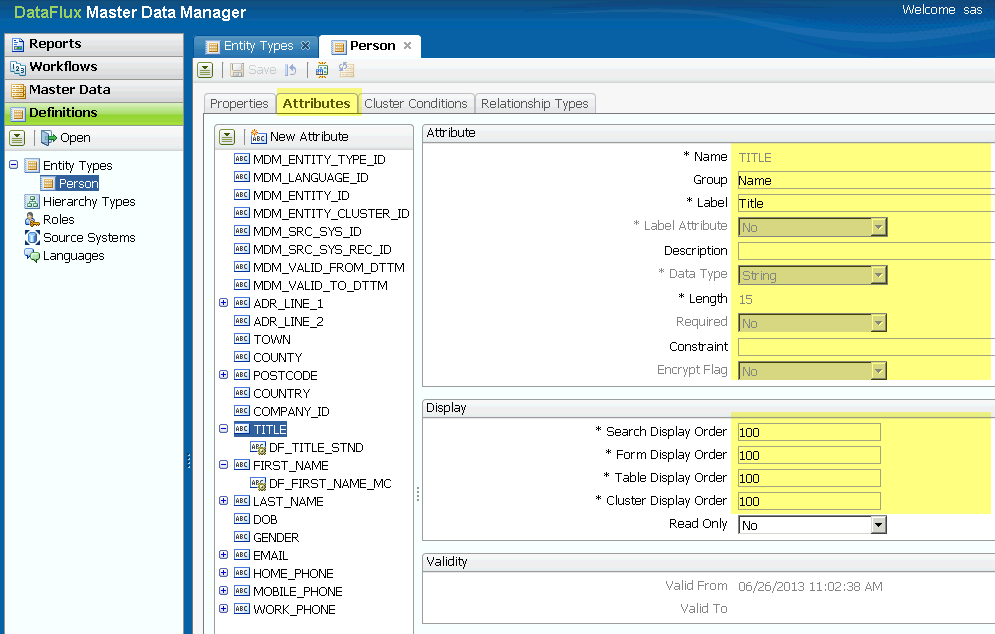 DataFlux Master Data Manager
Welcome sas
Reports
Workflows
Master Data
Definitions
Open
Entity Types
Person
Hierarchy Types
Roles
Source Systems
Languages
Entity Types
Person
Save
Properties
Attributes
Cluster Conditions
Relationship Types
New Attribute
MDM_ENTITY_TYPE_ID
MDM_LANGUAGE_ID
MDM_ENTITY_ID
MDM_ENTITY_CLUSTER_ID
MDM_SRC_SYS_ID
MDM_SRC_SYS_REC_ID
MDM_VALID_FROM_DTTM
MDM_VALID_TO_DTTM
ADR_LINE_1
ADR_LINE_2
TOWN
COUNTY
POSTCODE
COUNTRY
COMPANY_ID
TITLE
DF_TITLE_STND
FIRST_NAME
DF_FIRST_NAME_MC
LAST_NAME
DOB
GENDER
EMAIL
HOME_PHONE
MOBILE_PHONE
WORK_PHONE
Attribute
* Name TITLE
Group Name
* Label Title
* Label Attribute No
Description
* Data Type String
* Length 15
Required No
Constraint
Encrypt Flag No
Display
* Search Display Order 100
* Form Display Order 100
* Table Display Order 100
* Cluster Display Order 100
Read Only No
Validity
Valid From 06/26/2013 11:02:38 AM
Valid To